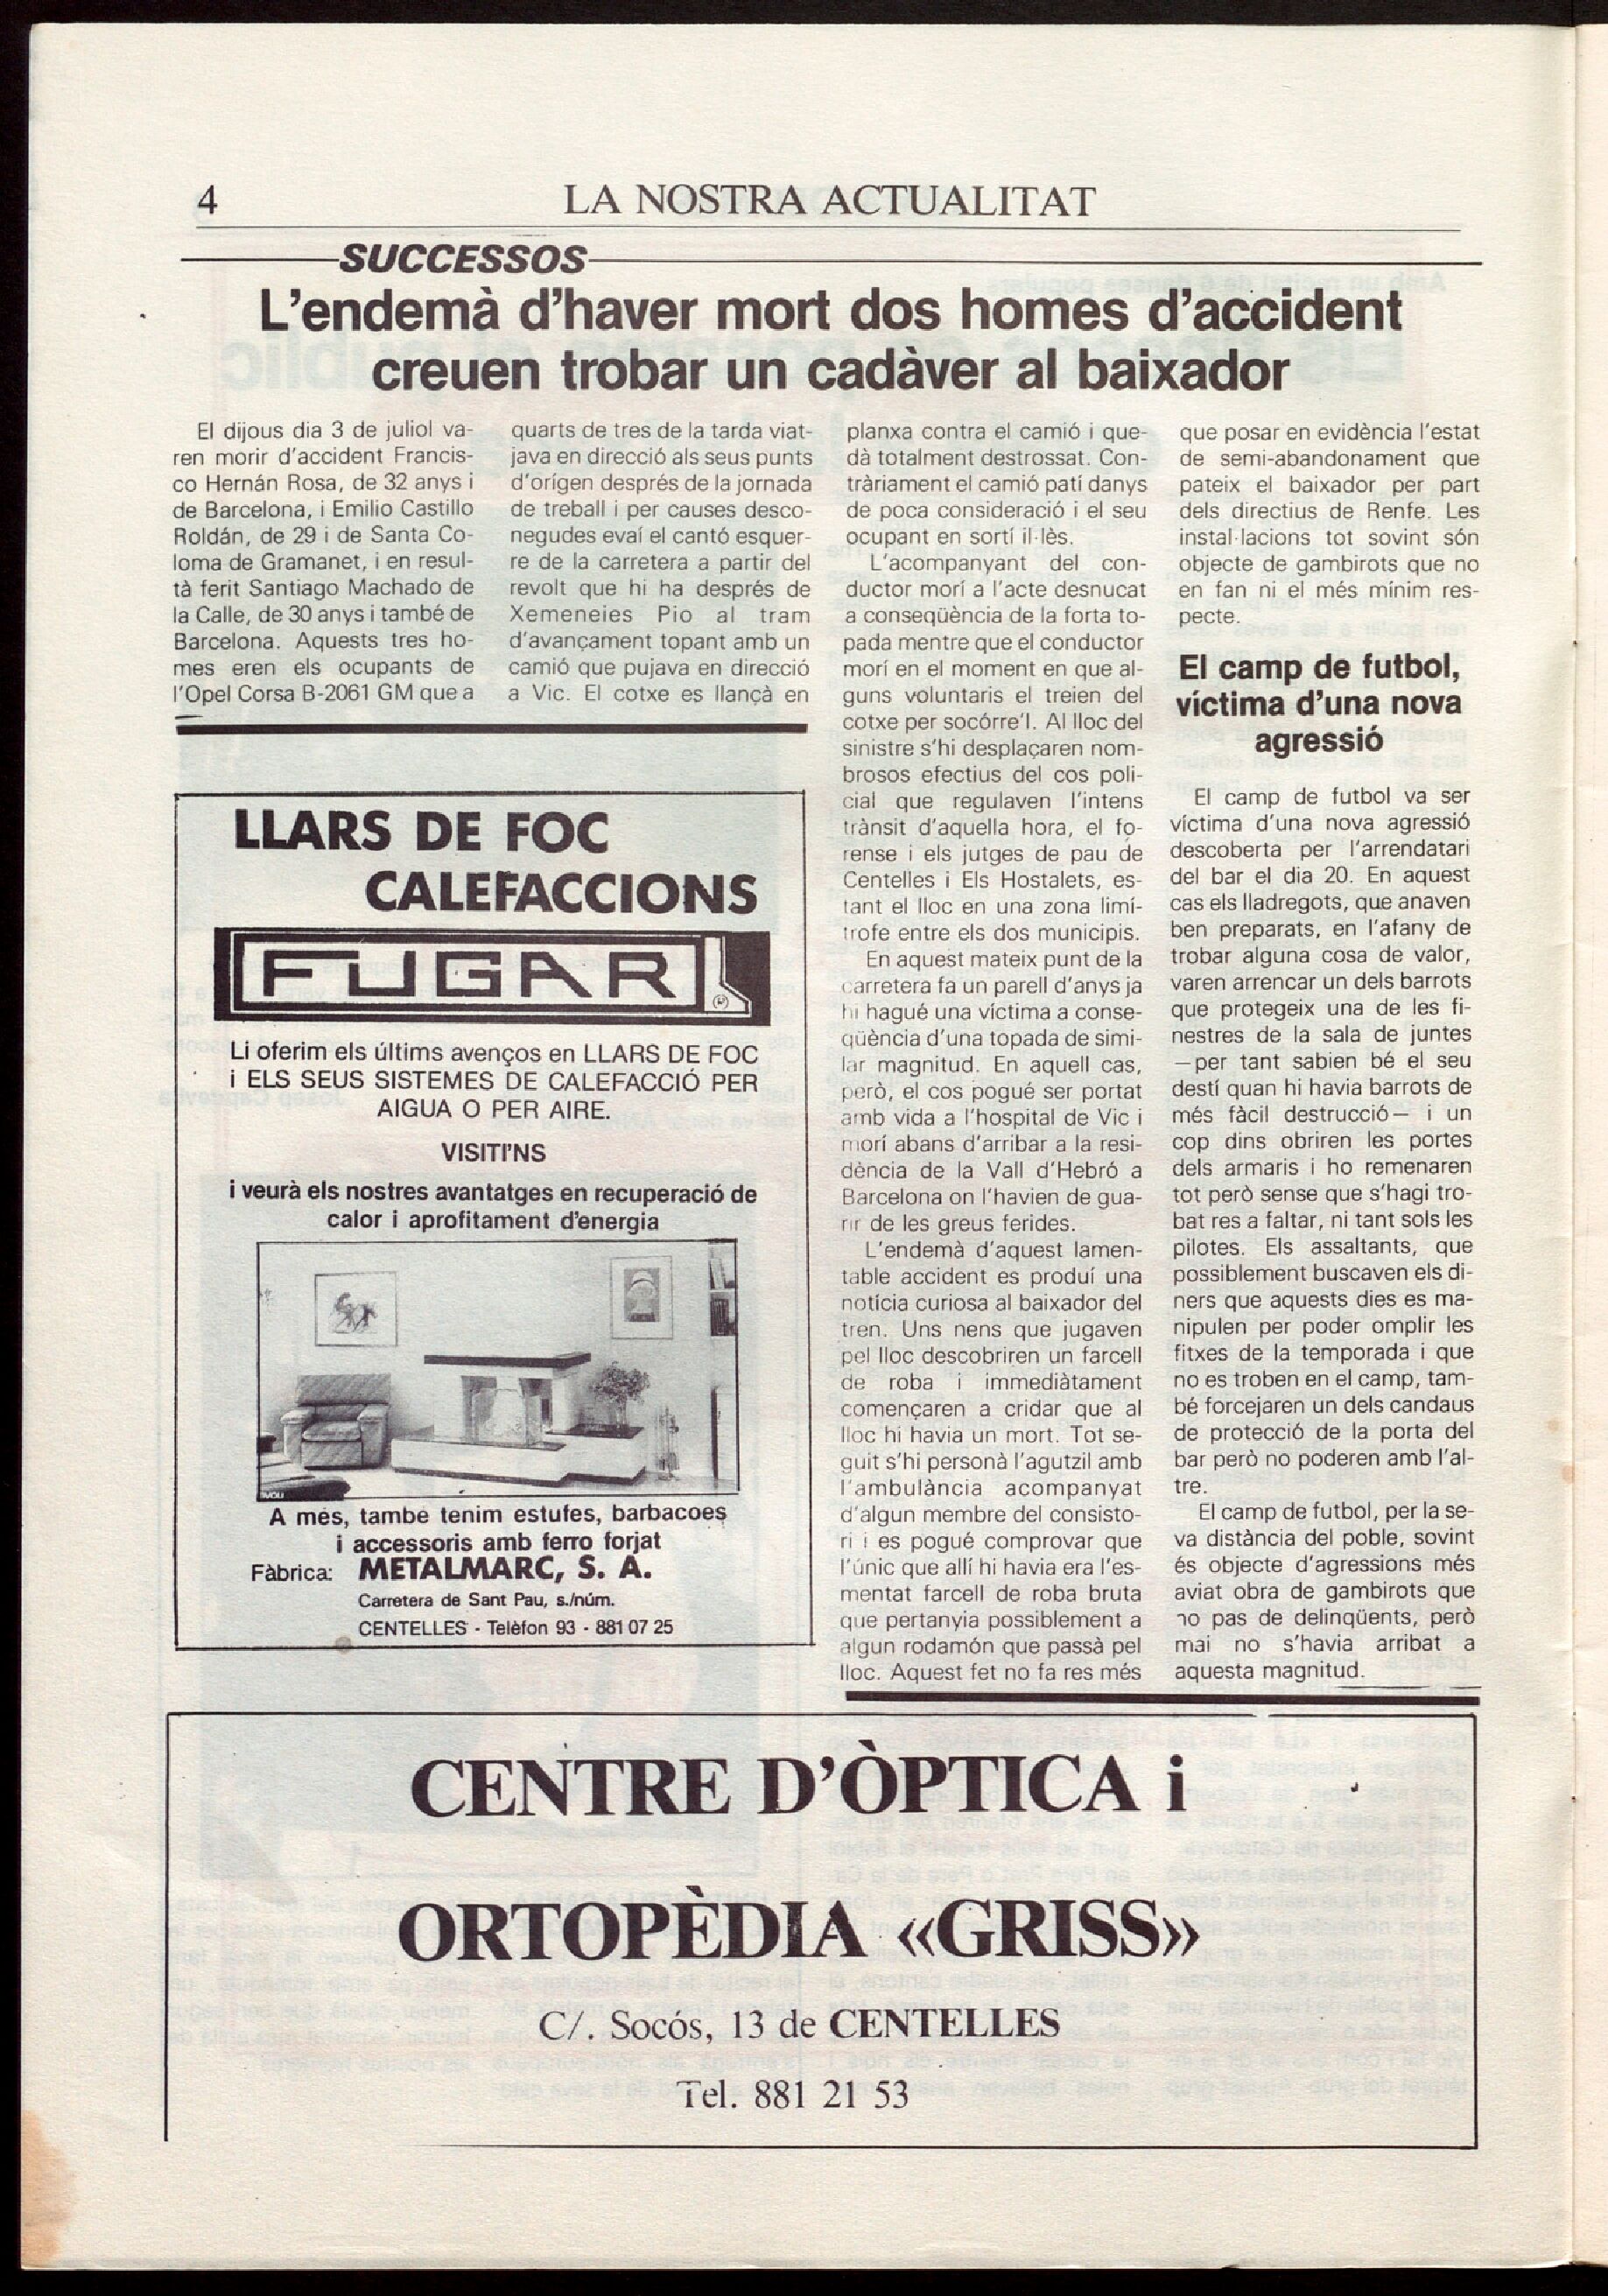 4
LA NOSTRA ACTUALITAT
SUCCESSOS
L'endemà d'haver mort dos homes d'accident
creuen trobar un cadàver al baixador
El dijous dia 3 de juliol va-
ren morir d'accident Francis-
co Hernán Rosa, de 32 anys i
de Barcelona, i Emilio Castillo
Roldán, de 29 i de Santa Co-
loma de Gramanet, i en resul-
tà ferit Santiago Machado de
la Calle, de 30 anys i també de
Barcelona. Aquests tres ho-
mes eren els ocupants de
l'Opel Corsa B-2061 GM que a
quarts de tres de la tarda viat-
java en direcció als seus punts
d'orígen després de la jornada
de treball i per causes desco-
negudes evaí el cantó esquer-
re de la carretera a partir del
revolt que hi ha després de
Xemeneies Pio al tram
d'avançament topant amb un
camió que pujava en direcció
a Vic. El cotxe es llançà en
planxa contra el camió i que-
dà totalment destrossat. Con-
tràriament el camió patí danys
de poca consideració i el seu
ocupant en sortí il·lès.
L'acompanyant del con-
ductor morí a l'acte desnucat
a conseqüència de la forta to-
pada mentre que el conductor
morí en el moment en que al-
guns voluntaris el treien del
cotxe per socórre'l. Al lloc del
sinistre s'hi desplaçaren nom-
brosos efectius del cos poli-
cial que regulaven l'intens
trànsit d'aquella hora, el fo-
rense i els jutges de pau de
Centelles i Els Hostalets, es-
tant el lloc en una zona limí-
trofe entre els dos municipis.
En aquest mateix punt de la
carretera fa un parell d'anys ja
hi hagué una víctima a conse-
qüència d'una topada de simi-
lar magnitud. En aquell cas,
però, el cos pogué ser portat
amb vida a l'hospital de Vic i
morí abans d'arribar a la resi-
dència de la Vall d'Hebró a
Barcelona on l'havien de gua-
rir de les greus ferides.
L'endemà d'aquest lamen-
table accident es produí una
notícia curiosa al baixador del
tren. Uns nens que jugaven
pel lloc descobriren un farcell
de roba i immediàtament
començaren a cridar que al
lloc hi havia un mort. Tot se-
guit s'hi personà l'agutzil amb
l'ambulància acompanyat
d'algun membre del consisto-
ri i es pogué comprovar que
l'únic que allí hi havia era l'es-
mentat farcell de roba bruta
que pertanyia possiblement a
algun rodamón que passà pel
lloc. Aquest fet no fa res més
que posar en evidència l'estat
de semi-abandonament que
pateix el baixador per part
dels directius de Renfe. Les
instal·lacions tot sovint són
objecte de gambirots que no
en fan ni el més mínim res-
pecte.
El camp de futbol,
víctima d'una nova
agressió
El camp de futbol va ser
víctima d'una nova agressió
descoberta per l'arrendatari
del bar el dia 20. En aquest
cas els lladregots, que anaven
ben preparats, en l'afany de
trobar alguna cosa de valor,
varen arrencar un dels barrots
que protegeix una de les fi-
nestres de la sala de juntes
—per tant sabien bé el seu
destí quan hi havia barrots de
més fàcil destrucció— i un
cop dins obriren les portes
dels armaris i ho remenaren
tot però sense que s'hagi tro-
bat res a faltar, ni tant sols les
pilotes. Els assaltants, que
possiblement buscaven els di-
ners que aquests dies es ma-
nipulen per poder omplir les
fitxes de la temporada i que
no es troben en el camp, tam-
bé forcejaren un dels candaus
de protecció de la porta del
bar però no poderen amb l'al-
tre.
El camp de futbol, per la se-
va distància del poble, sovint
és objecte d'agressions més
aviat obra de gambirots que
no pas de delinqüents, però
mai no s'havia arribat a
aquesta magnitud.
LLARS DE FOC
CALEFACCIONS
FUGAR ®
Li oferim els últims avenços en LLARS DE FOC
i ELS SEUS SISTEMES DE CALEFACCIÓ PER
AIGUA O PER AIRE.
VISITI'NS
i veurà els nostres avantatges en recuperació de
calor i aprofitament d'energia
A més, també tenim estufes, barbacoes
i accessoris amb ferro forjat
Fàbrica: METALMARC, S. A.
Carretera de Sant Pau, s./núm.
CENTELLES - Telèfon 93 - 881 07 25
CENTRE D'ÒPTICA i
ORTOPÈDIA «GRISS»
C/. Socós, 13 de CENTELLES
Tel. 881 21 53